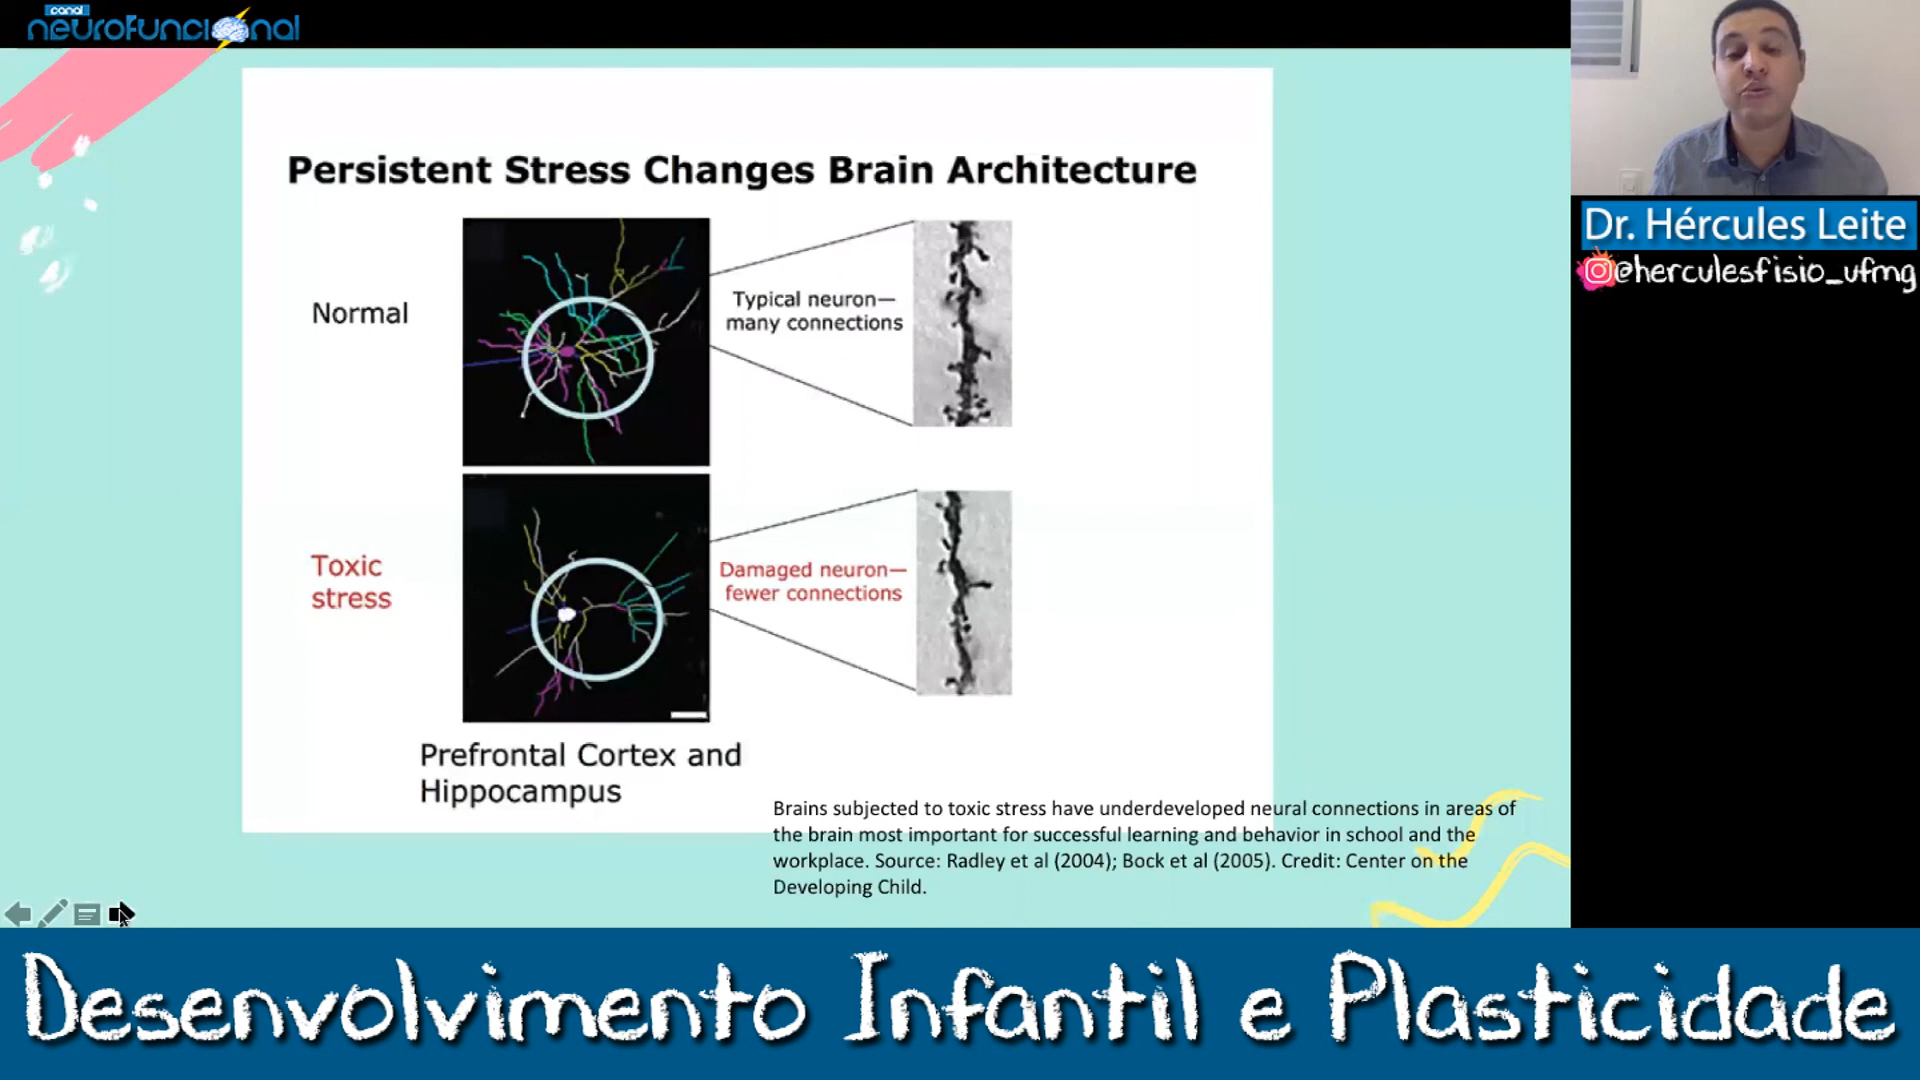 canal
neurofuncional
Persistent Stress Changes Brain Architecture
Normal
Typical neuron—
many connections
Toxic
stress
Damaged neuron—
fewer connections
Prefrontal Cortex and
Hippocampus
Brains subjected to toxic stress have underdeveloped neural connections in areas of
the brain most important for successful learning and behavior in school and the
workplace. Source: Radley et al (2004); Bock et al (2005). Credit: Center on the
Developing Child.
Dr. Hércules Leite
@herculesfisio_ufmg
Desenvolvimento Infantil e Plasticidade